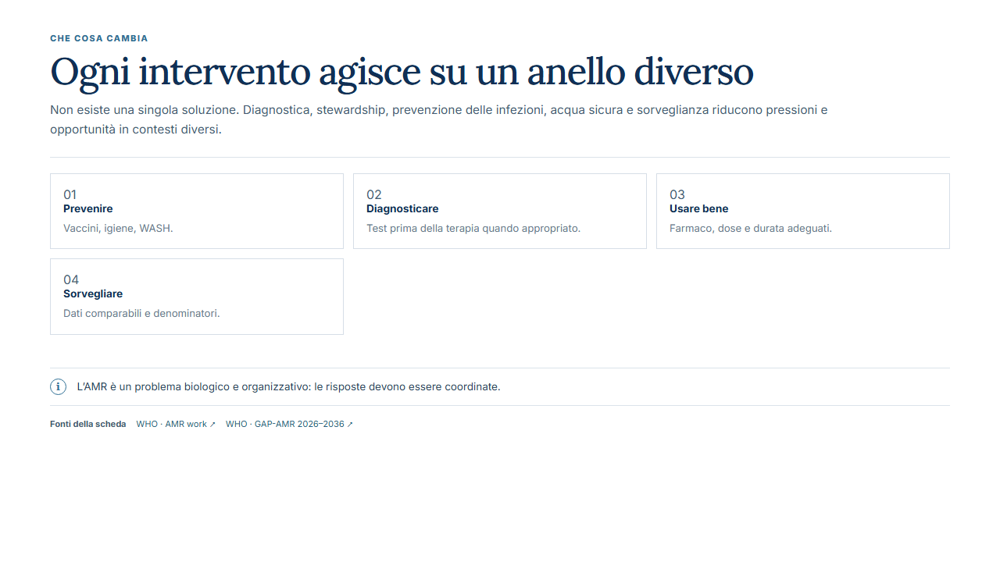 CHE COSA CAMBIA
Ogni intervento agisce su un anello diverso
Non esiste una singola soluzione. Diagnostica, stewardship, prevenzione delle infezioni, acqua sicura e sorveglianza riducono pressioni e
opportunità in contesti diversi.
01
Prevenire
Vaccini, igiene, WASH.
02
Diagnosticare
Test prima della terapia quando appropriato.
03
Usare bene
Farmaco, dose e durata adeguati.
04
Sorvegliare
Dati comparabili e denominatori.
i L’AMR è un problema biologico e organizzativo: le risposte devono essere coordinate.
Fonti della scheda WHO · AMR work ↗ WHO · GAP-AMR 2026–2036 ↗